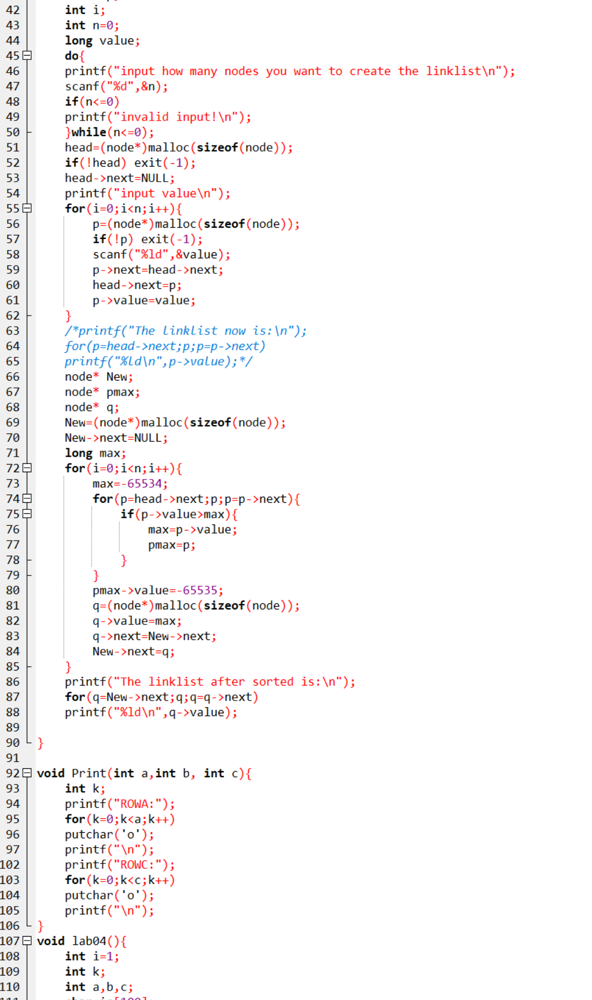 42 int i;
43 int n=0;
44 long value;
45 do{
46 printf("input how many nodes you want to create the linklist\n");
47 scanf("%d",&n);
48 if(n<=0)
49 printf("invalid input!\n");
50 }while(n<=0);
51 head=(node*)malloc(sizeof(node));
52 if(!head) exit(-1);
53 head->next=NULL;
54 printf("input value\n");
55 for(i=0;i<n;i++){
56 p=(node*)malloc(sizeof(node));
57 if(!p) exit(-1);
58 scanf("%ld",&value);
59 p->next=head->next;
60 head->next=p;
61 p->value=value;
62 }
63 /*printf("The linklist now is:\n");
64 for(p=head->next;p;p=p->next)
65 printf("%ld\n",p->value);*/
66 node* New;
67 node* pmax;
68 node* q;
69 New=(node*)malloc(sizeof(node));
70 New->next=NULL;
71 long max;
72 for(i=0;i<n;i++){
73 max=-65534;
74 for(p=head->next;p;p=p->next){
75 if(p->value>max){
76 max=p->value;
77 pmax=p;
78 }
79 }
80 pmax->value=-65535;
81 q=(node*)malloc(sizeof(node));
82 q->value=max;
83 q->next=New->next;
84 New->next=q;
85 }
86 printf("The linklist after sorted is:\n");
87 for(q=New->next;q;q=q->next)
88 printf("%ld\n",q->value);
89
90 }
91
92 void Print(int a,int b, int c){
93 int k;
94 printf("ROWA:");
95 for(k=0;k<a;k++)
96 putchar('o');
97 printf("\n");
102 printf("ROWC:");
103 for(k=0;k<c;k++)
104 putchar('o');
105 printf("\n");
106 }
107 void lab04(){
108 int i=1;
109 int k;
110 int a,b,c;